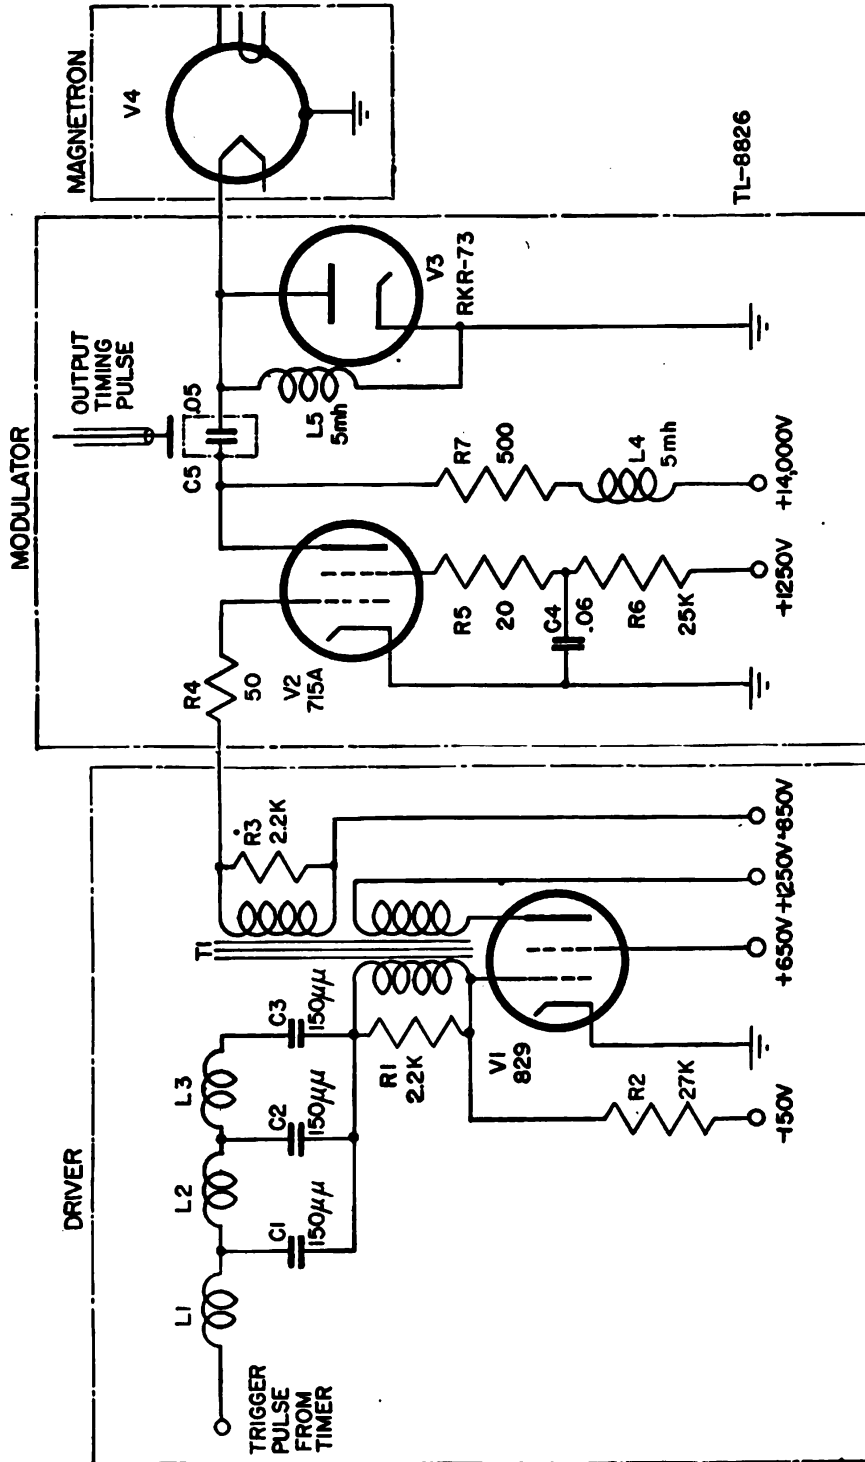 DRIVER
MODULATOR
MAGNETRON
TRIGGER
PULSE
FROM
TIMER
L1
L2
L3
C1
150µµ
C2
150µµ
C3
150µµ
T1
R1
2.2K
R3
2.2K
V1
829
R2
27K
-150V
+650V
+1250V
-850V
R4
50
V2
715A
R5
20
C4
.06
R6
25K
+1250V
C5
.05
OUTPUT
TIMING
PULSE
L5
5mh
R7
500
L4
5mh
+14,000V
V3
RKR-73
V4
TL-8826